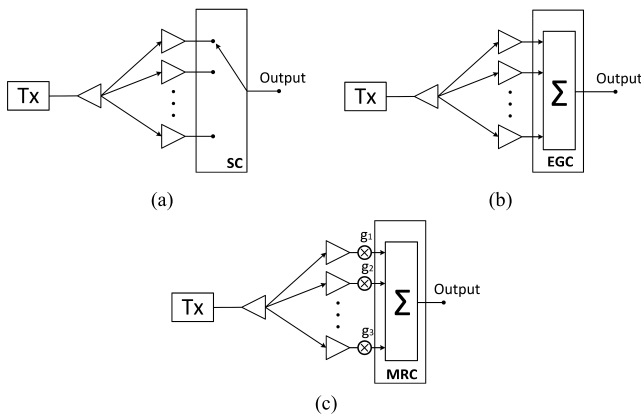 Tx
Output
SC
(a)
Tx
Σ
Output
EGC
(b)
Tx
g1
g2
g3
Σ
Output
MRC
(c)